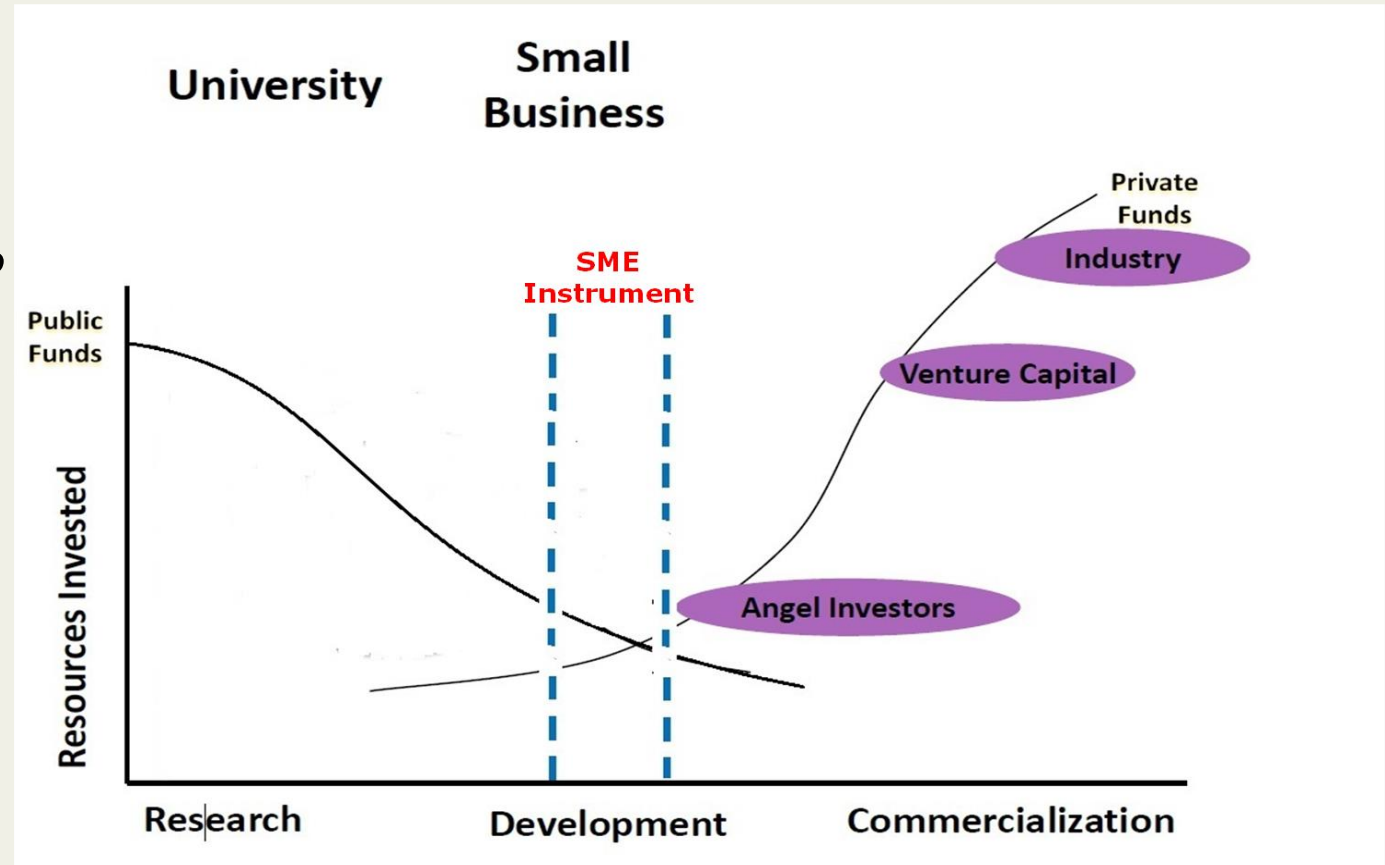 University
Small
Business
Private
Funds
Industry
SME
Instrument
Public
Funds
Venture Capital
Resources Invested
Angel Investors
Research
Development
Commercialization